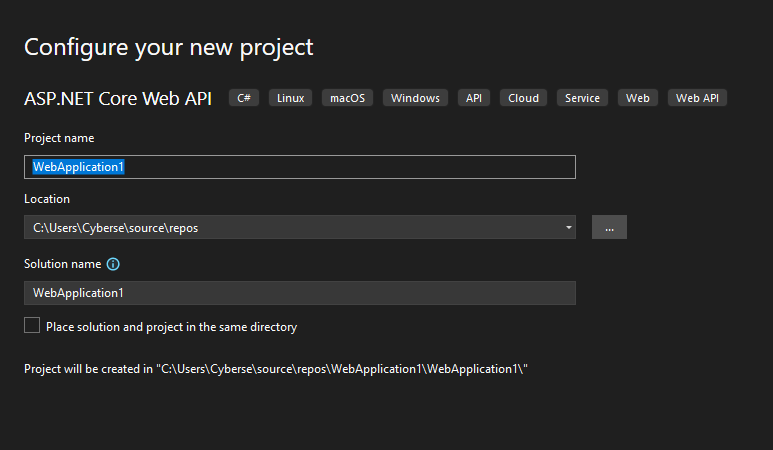 Configure your new project
ASP.NET Core Web API C# Linux macOS Windows API Cloud Service Web Web API
Project name
WebApplication1
Location
C:\Users\Cyberse\source\repos ...
Solution name
WebApplication1
Place solution and project in the same directory
Project will be created in "C:\Users\Cyberse\source\repos\WebApplication1\WebApplication1\"